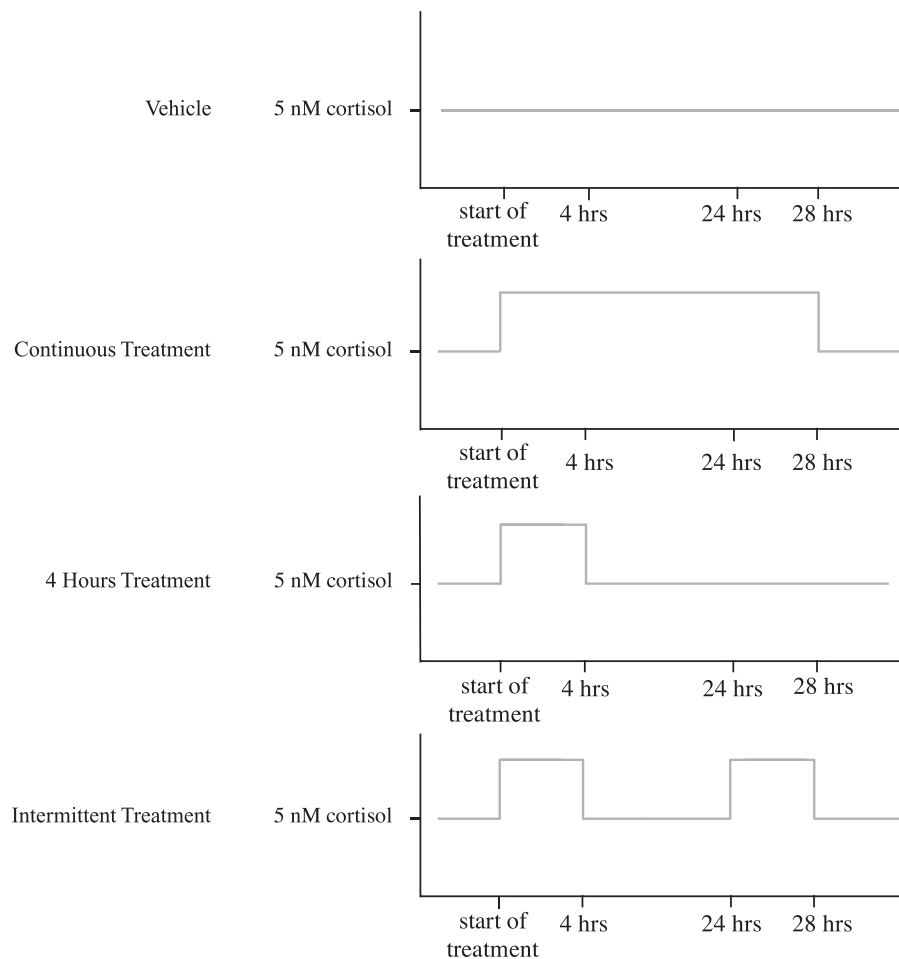 Vehicle
5 nM cortisol
start of
treatment
4 hrs
24 hrs
28 hrs
Continuous Treatment
5 nM cortisol
start of
treatment
4 hrs
24 hrs
28 hrs
4 Hours Treatment
5 nM cortisol
start of
treatment
4 hrs
24 hrs
28 hrs
Intermittent Treatment
5 nM cortisol
start of
treatment
4 hrs
24 hrs
28 hrs